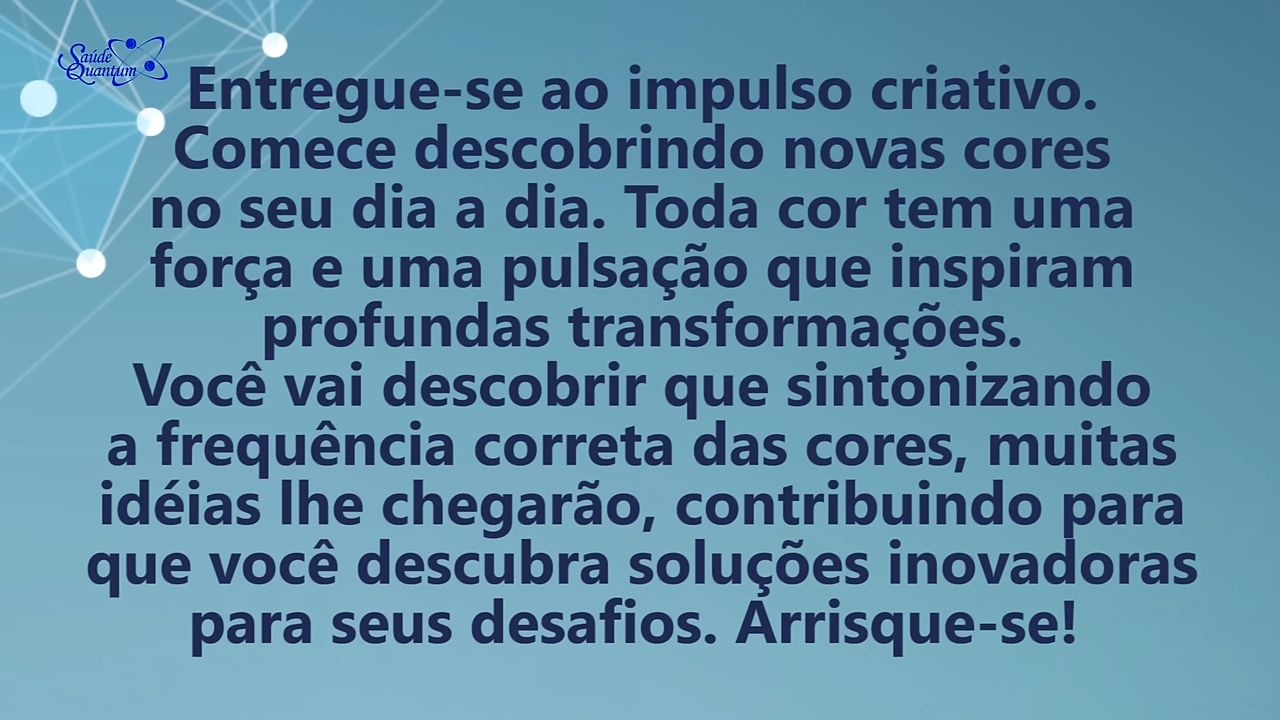 Saúde
Quantum
Entregue-se ao impulso criativo.
Comece descobrindo novas cores
no seu dia a dia. Toda cor tem uma
força e uma pulsação que inspiram
profundas transformações.
Você vai descobrir que sintonizando
a frequência correta das cores, muitas
idéias lhe chegarão, contribuindo para
que você descubra soluções inovadoras
para seus desafios. Arrisque-se!